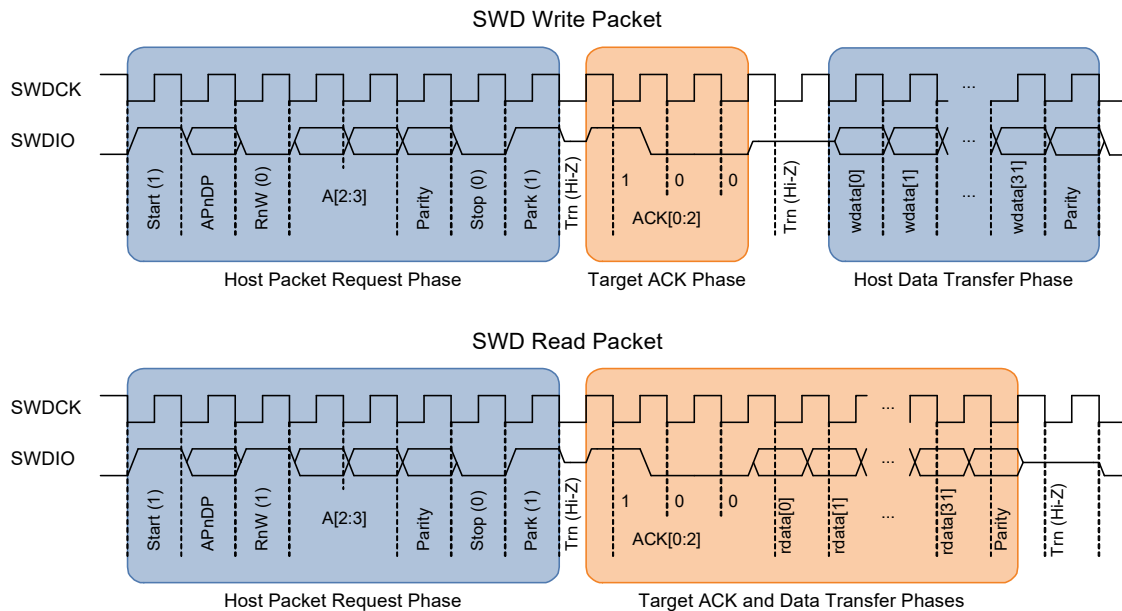 SWD Write Packet
SWDCK
...
SWDIO
Start (1)
APnDP
RnW (0)
A[2:3]
Parity
Stop (0)
Park (1)
Trn (Hi-Z)
1
0
0
ACK[0:2]
Trn (Hi-Z)
wdata[0]
wdata[1]
...
wdata[31]
Parity
Host Packet Request Phase
Target ACK Phase
Host Data Transfer Phase
SWD Read Packet
SWDCK
...
SWDIO
...
Start (1)
APnDP
RnW (1)
A[2:3]
Parity
Stop (0)
Park (1)
Trn (Hi-Z)
1
0
0
ACK[0:2]
rdata[0]
rdata[1]
...
rdata[31]
Parity
Trn (Hi-Z)
Host Packet Request Phase
Target ACK and Data Transfer Phases